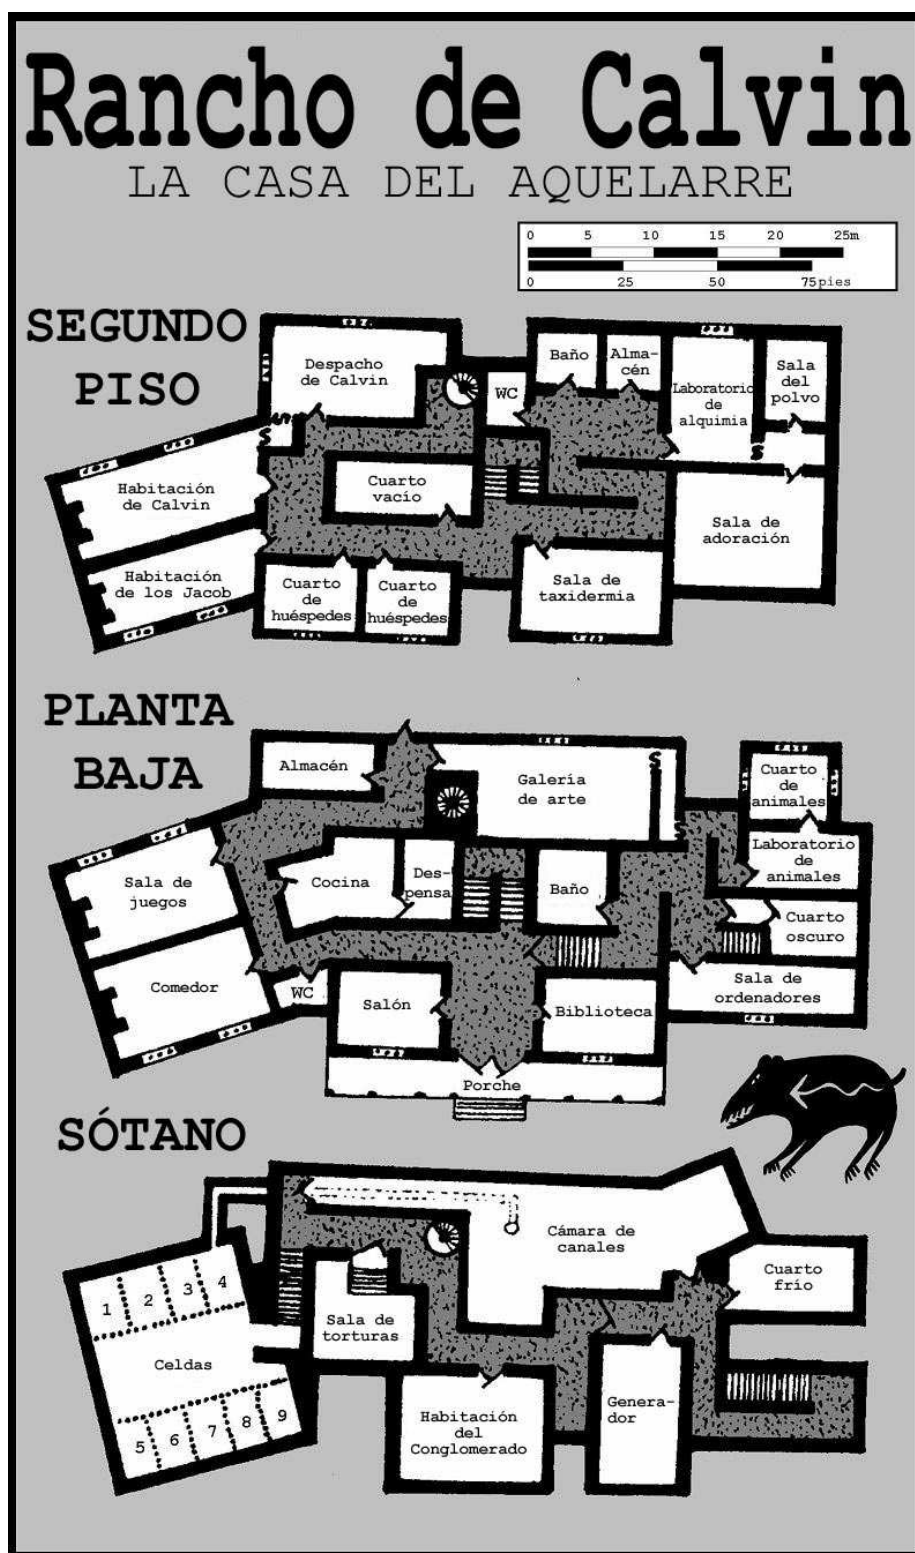 Rancho de Calvin
LA CASA DEL AQUELARRE
0 5 10 15 20 25m
0 25 50 75pies
SEGUNDO
PISO
Despacho
de Calvin
WC
Baño
Alma-
cén
Laboratorio
de
alquimia
Sala
del
polvo
S
S
S
Habitación
de Calvin
Cuarto
vacío
Sala de
adoración
Habitación
de los Jacob
Cuarto
de
huéspedes
Cuarto
de
huéspedes
Sala de
taxidermia
PLANTA
BAJA
Almacén
Galería
de arte
S
S
Cuarto
de
animales
Laboratorio
de
animales
Sala de
juegos
Cocina
Des-
pensa
Baño
Cuarto
oscuro
Comedor
WC
Salón
Biblioteca
Sala de
ordenadores
Porche
SÓTANO
Cámara de
canales
Cuarto
frío
1 2 3 4
Sala de
torturas
Celdas
5 6 7 8 9
Habitación
del
Conglomerado
Genera-
dor